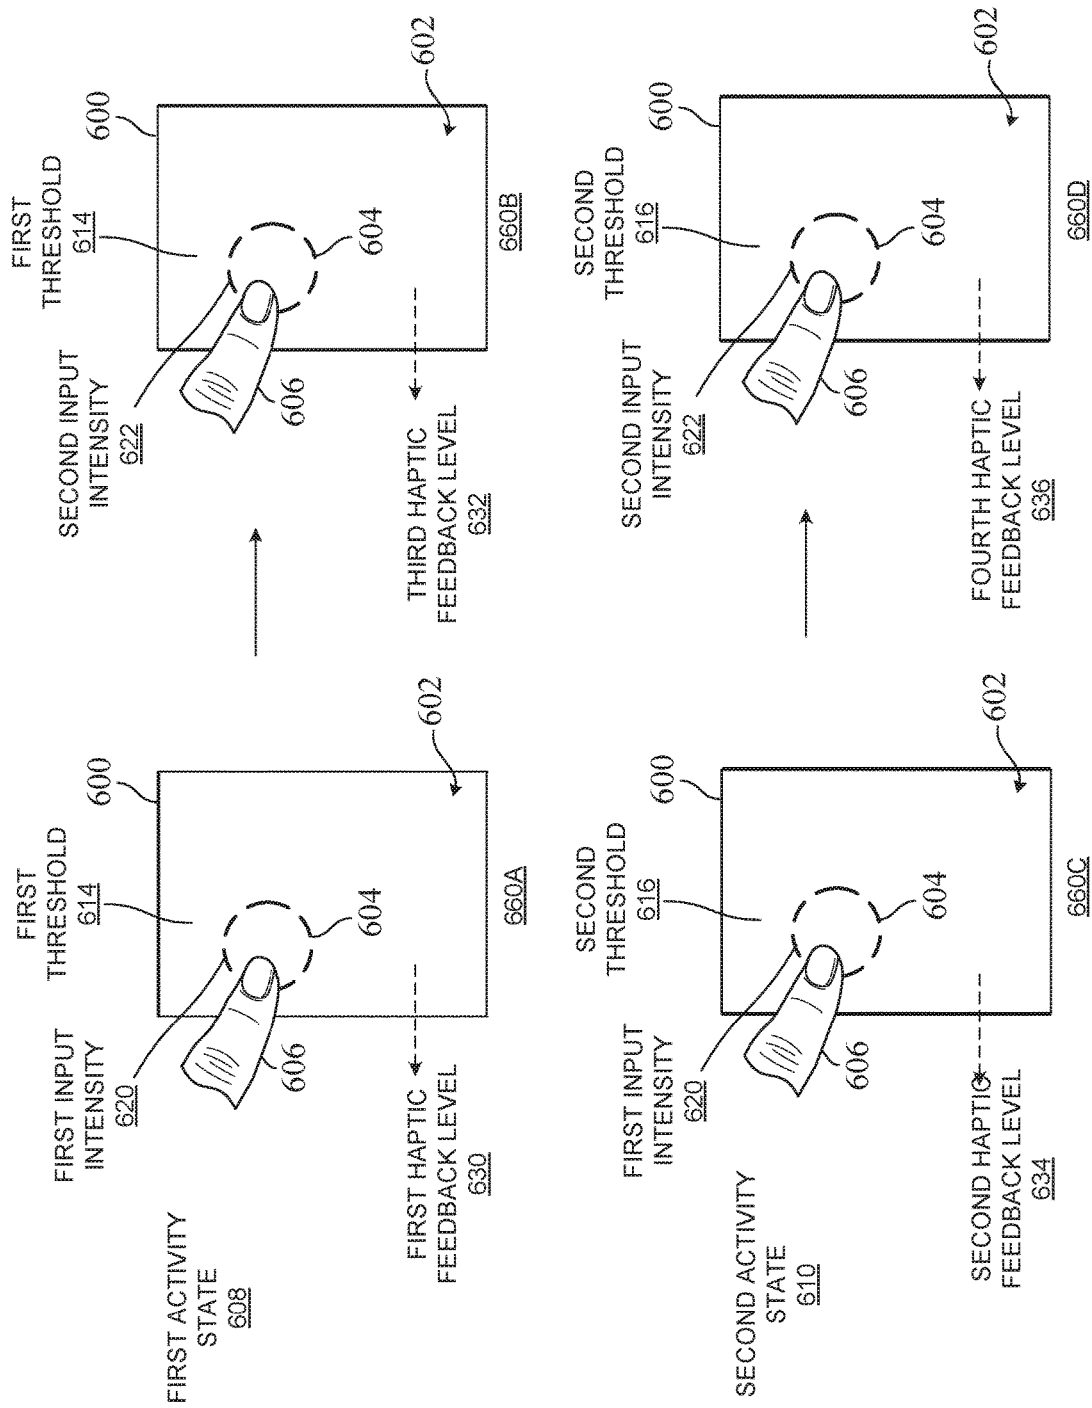 FIRST ACTIVITY
STATE
608
FIRST INPUT
INTENSITY
620
FIRST
THRESHOLD
614
600
606
604
602
FIRST HAPTIC
FEEDBACK LEVEL
630
660A
SECOND INPUT
INTENSITY
622
FIRST
THRESHOLD
614
600
606
604
602
THIRD HAPTIC
FEEDBACK LEVEL
632
660B
SECOND ACTIVITY
STATE
610
FIRST INPUT
INTENSITY
620
SECOND
THRESHOLD
616
600
606
604
602
SECOND HAPTIC
FEEDBACK LEVEL
634
660C
SECOND INPUT
INTENSITY
622
SECOND
THRESHOLD
616
600
606
604
602
FOURTH HAPTIC
FEEDBACK LEVEL
636
660D